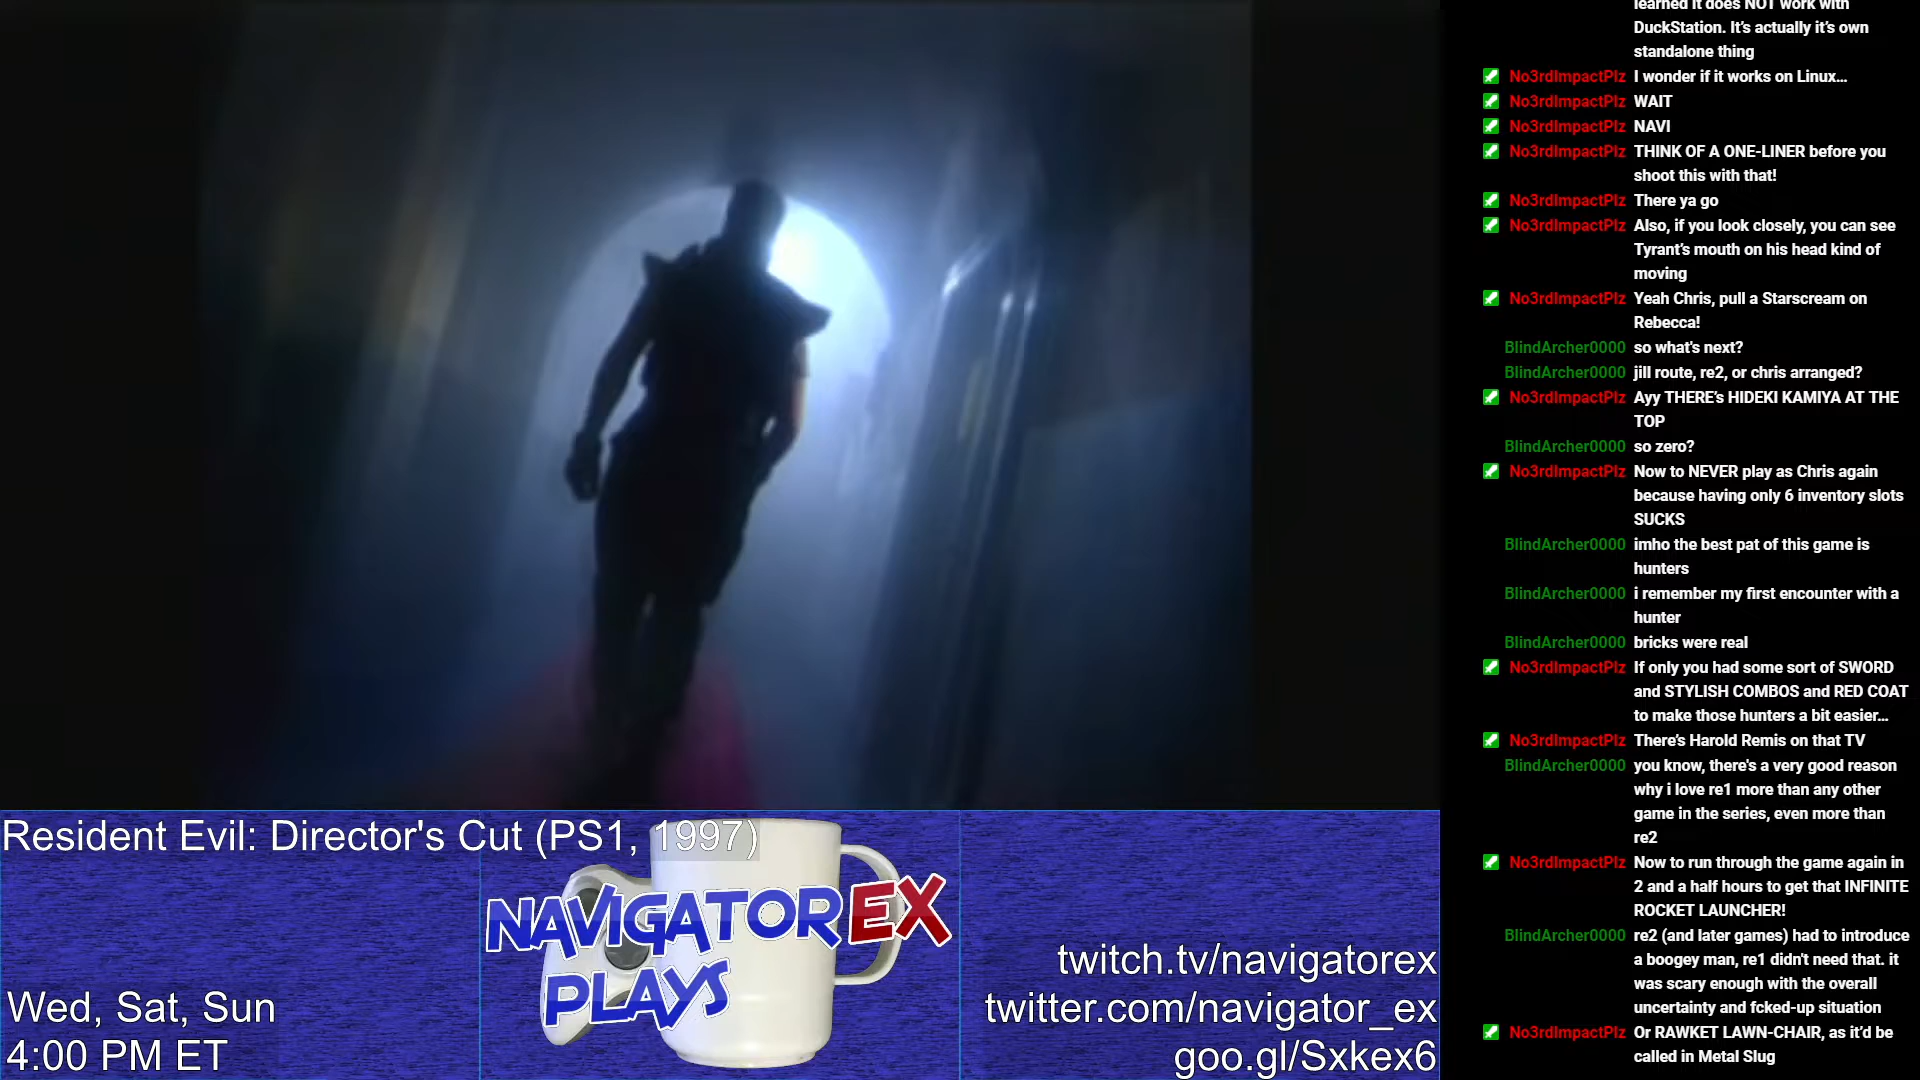 learned it does NOT work with
DuckStation. It's actually it's own
standalone thing
No3rdImpactPlz I wonder if it works on Linux...
No3rdImpactPlz WAIT
No3rdImpactPlz NAVI
No3rdImpactPlz THINK OF A ONE-LINER before you
shoot this with that!
No3rdImpactPlz There ya go
No3rdImpactPlz Also, if you look closely, you can see
Tyrant's mouth on his head kind of
moving
No3rdImpactPlz Yeah Chris, pull a Starscream on
Rebecca!
BlindArcher0000 so what's next?
BlindArcher0000 jill route, re2, or chris arranged?
No3rdImpactPlz Ayy THERE's HIDEKI KAMIYA AT THE
TOP
BlindArcher0000 so zero?
No3rdImpactPlz Now to NEVER play as Chris again
because having only 6 inventory slots
SUCKS
BlindArcher0000 imho the best pat of this game is
hunters
BlindArcher0000 i remember my first encounter with a
hunter
BlindArcher0000 bricks were real
No3rdImpactPlz If only you had some sort of SWORD
and STYLISH COMBOS and RED COAT
to make those hunters a bit easier...
No3rdImpactPlz There's Harold Remis on that TV
BlindArcher0000 you know, there's a very good reason
why i love re1 more than any other
game in the series, even more than
re2
No3rdImpactPlz Now to run through the game again in
2 and a half hours to get that INFINITE
ROCKET LAUNCHER!
BlindArcher0000 re2 (and later games) had to introduce
a boogey man, re1 didn't need that. it
was scary enough with the overall
uncertainty and fcked-up situation
No3rdImpactPlz Or RAWKET LAWN-CHAIR, as it'd be
called in Metal Slug
Resident Evil: Director's Cut (PS1, 1997)
NAVIGATOR EX
PLAYS
Wed, Sat, Sun
4:00 PM ET
twitch.tv/navigatorex
twitter.com/navigator_ex
goo.gl/Sxkex6